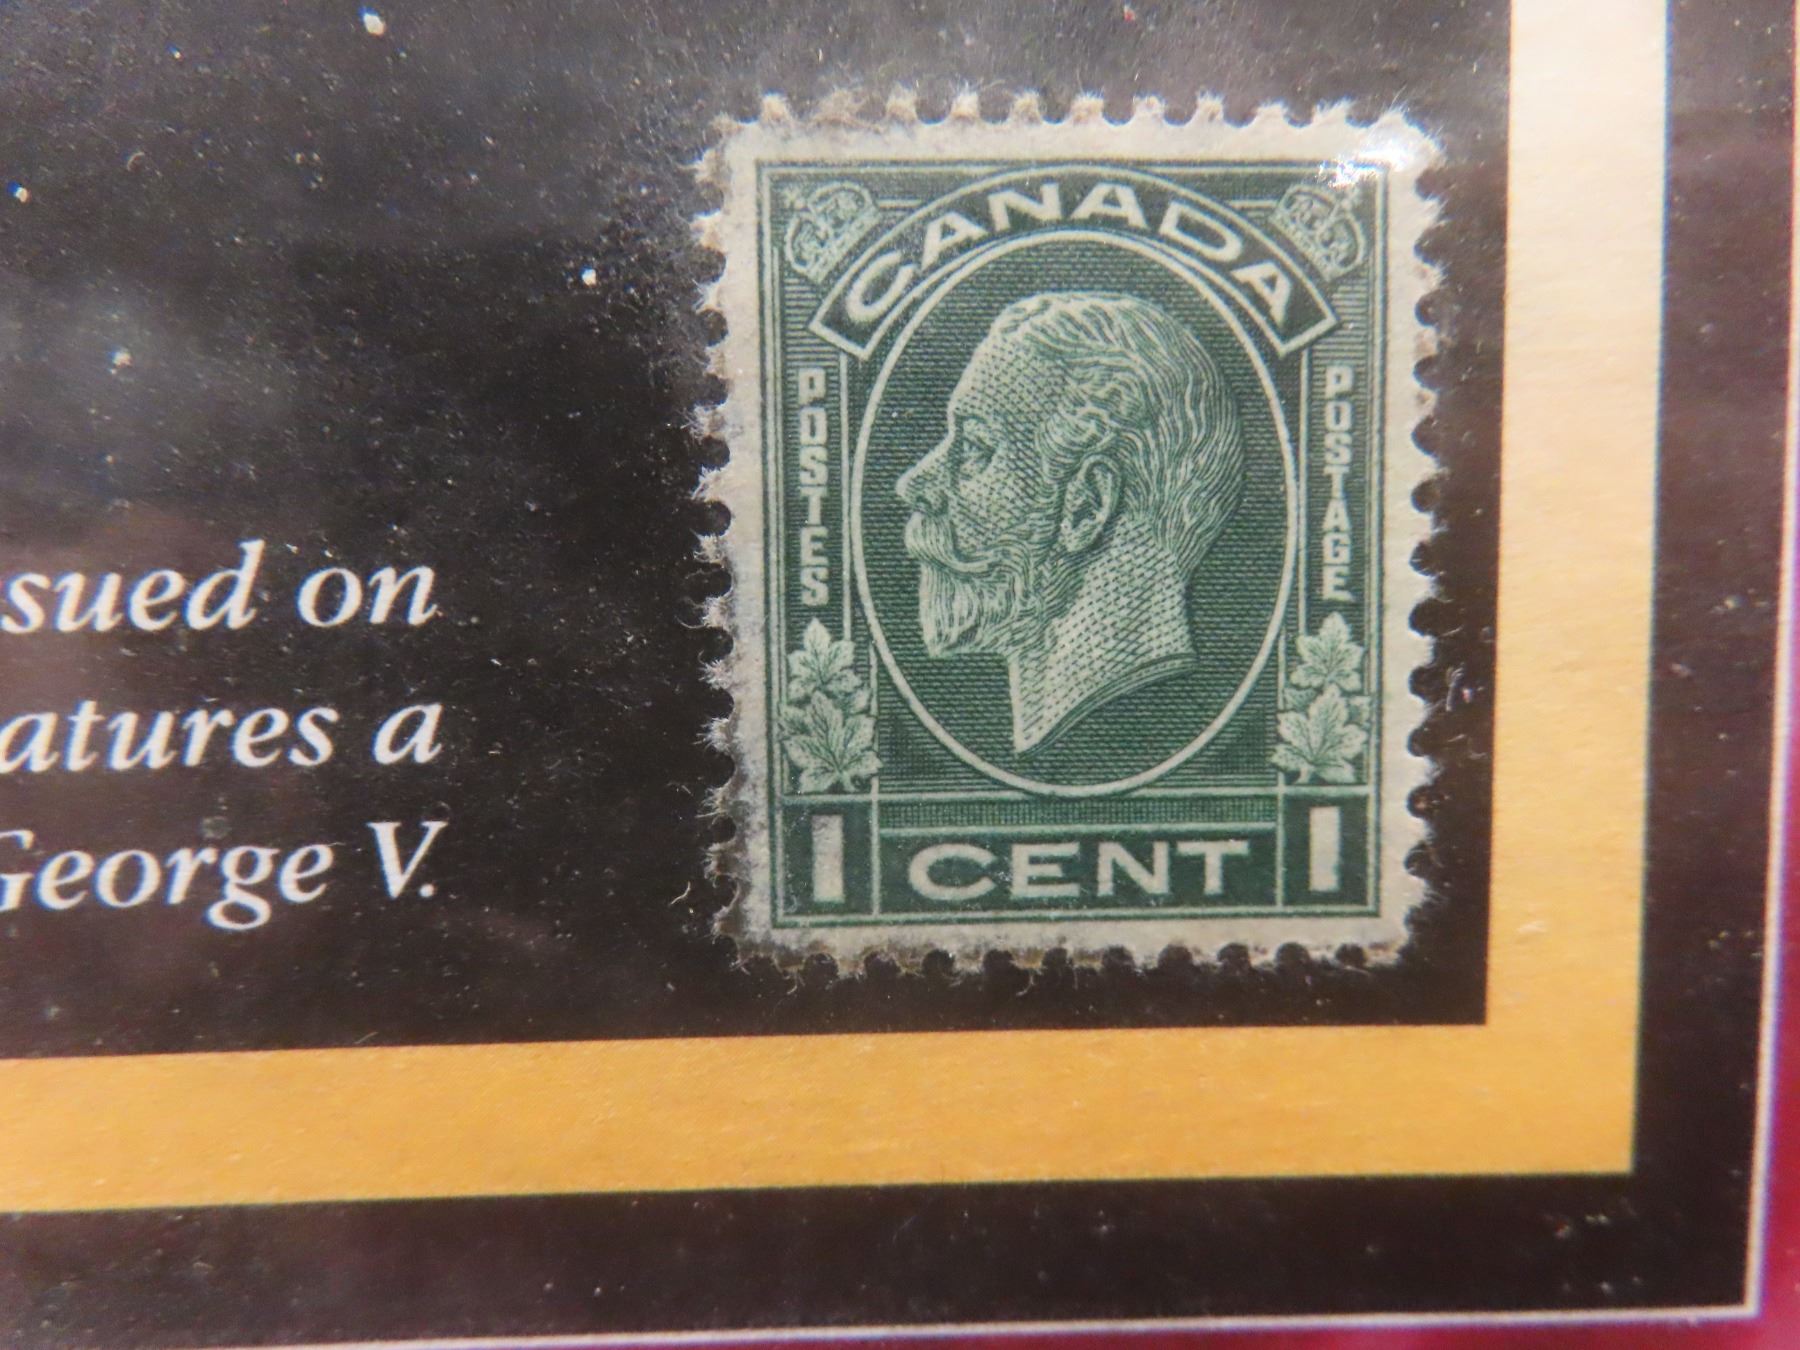 sued on
atures a
George V.
CANADA
POSTES
POSTAGE
1 CENT 1